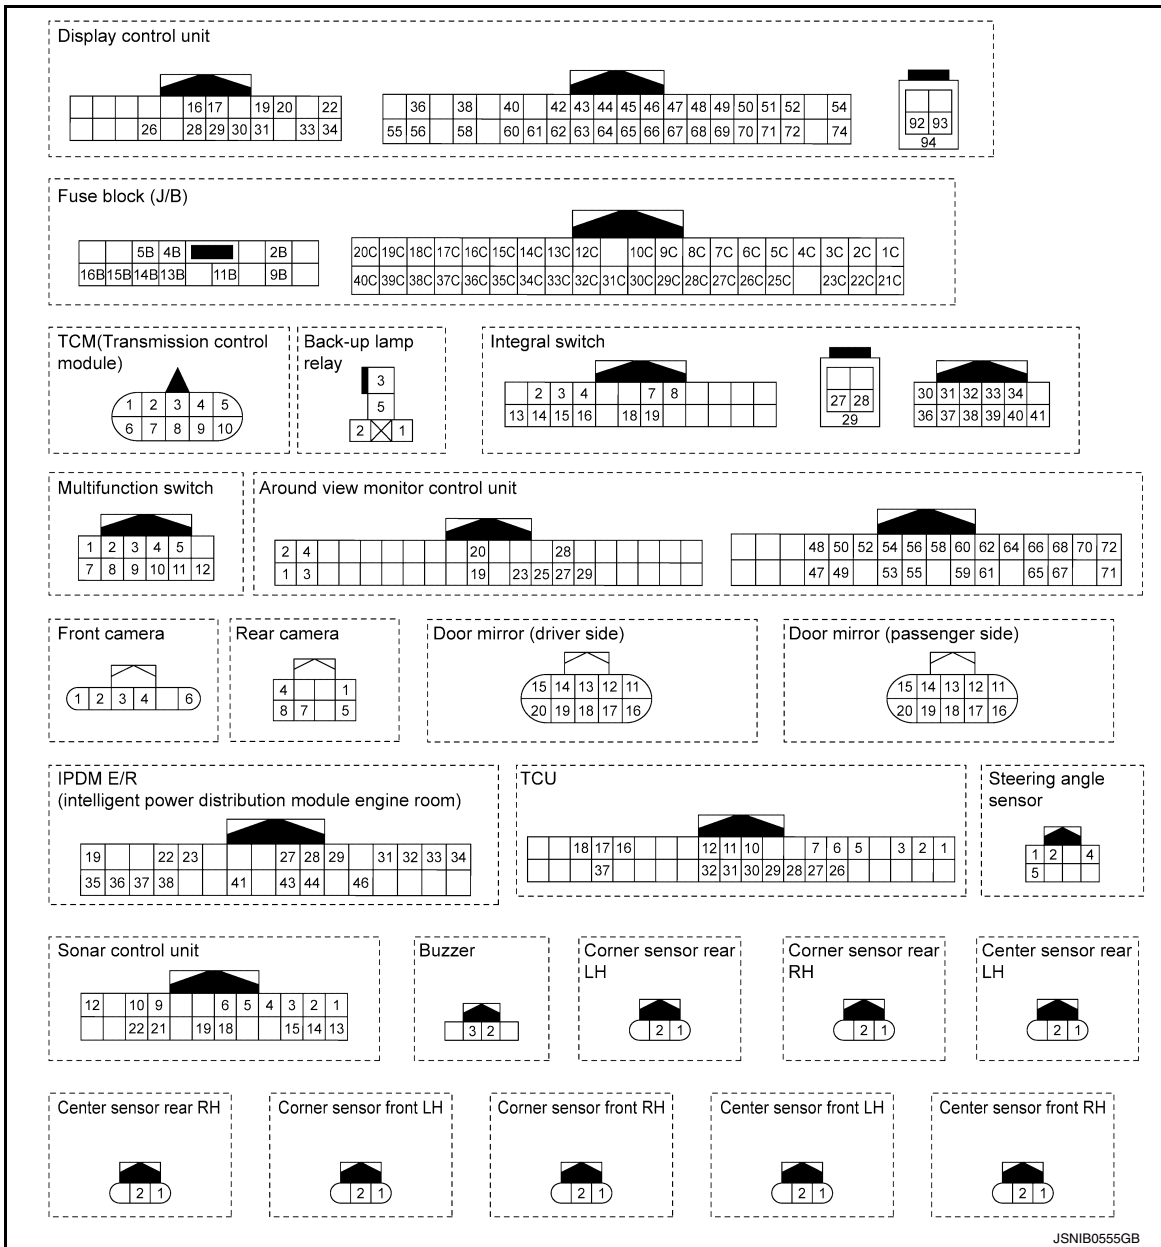 Display control unit
16 17 19 20 22
26 28 29 30 31 33 34
36 38 40 42 43 44 45 46 47 48 49 50 51 52 54
55 56 58 60 61 62 63 64 65 66 67 68 69 70 71 72 74
92 93
94
Fuse block (J/B)
5B 4B 2B
16B 15B 14B 13B 11B 9B
20C 19C 18C 17C 16C 15C 14C 13C 12C 10C 9C 8C 7C 6C 5C 4C 3C 2C 1C
40C 39C 38C 37C 36C 35C 34C 33C 32C 31C 30C 29C 28C 27C 26C 25C 23C 22C 21C
TCM(Transmission control
module)
1 2 3 4 5
6 7 8 9 10
Back-up lamp
relay
3
5
2 1
Integral switch
2 3 4 7 8
13 14 15 16 18 19
27 28
29
30 31 32 33 34
36 37 38 39 40 41
Multifunction switch
1 2 3 4 5
7 8 9 10 11 12
Around view monitor control unit
2 4 20 28
1 3 19 23 25 27 29
48 50 52 54 56 58 60 62 64 66 68 70 72
47 49 53 55 59 61 65 67 71
Front camera
1 2 3 4 6
Rear camera
4 1
8 7 5
Door mirror (driver side)
15 14 13 12 11
20 19 18 17 16
Door mirror (passenger side)
15 14 13 12 11
20 19 18 17 16
IPDM E/R
(intelligent power distribution module engine room)
19 22 23 27 28 29 31 32 33 34
35 36 37 38 41 43 44 46
TCU
18 17 16 12 11 10 7 6 5 3 2 1
37 32 31 30 29 28 27 26
Steering angle
sensor
1 2 4
5
Sonar control unit
12 10 9 6 5 4 3 2 1
22 21 19 18 15 14 13
Buzzer
3 2
Corner sensor rear
LH
2 1
Corner sensor rear
RH
2 1
Center sensor rear
LH
2 1
Center sensor rear RH
2 1
Corner sensor front LH
2 1
Corner sensor front RH
2 1
Center sensor front LH
2 1
Center sensor front RH
2 1
JSNIB0555GB